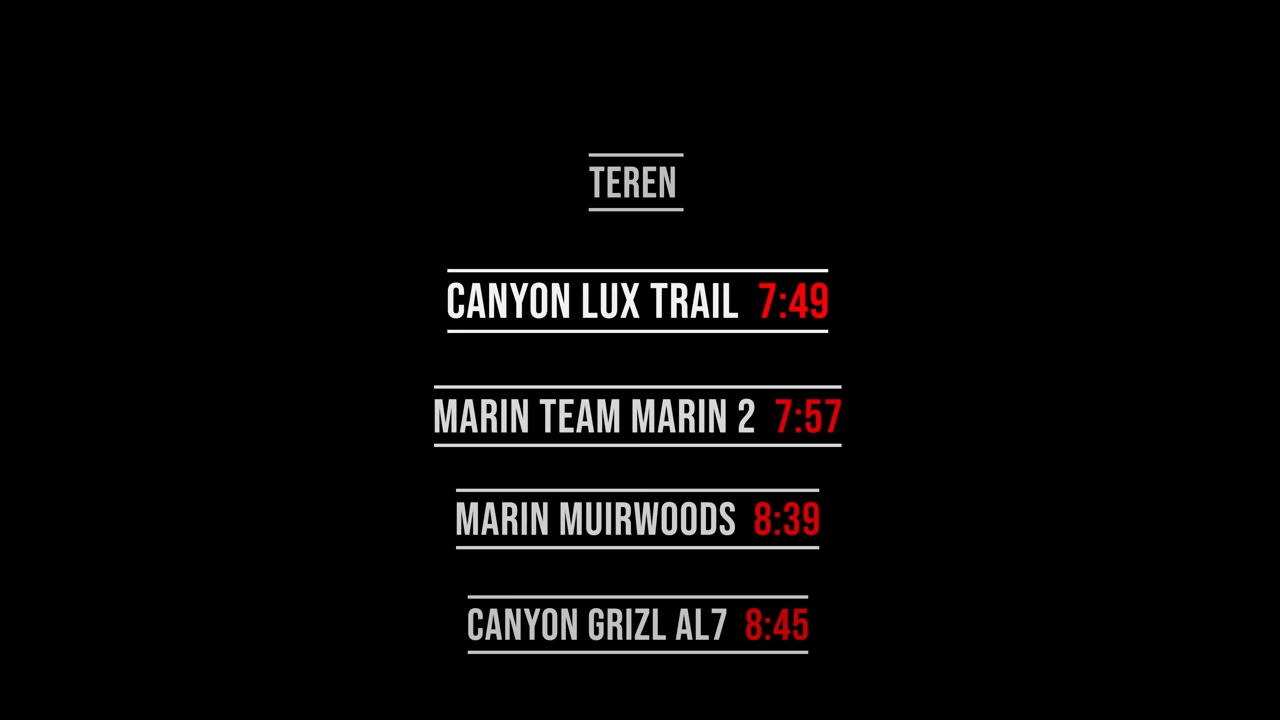 TEREN
CANYON LUX TRAIL 7:49
MARIN TEAM MARIN 2 7:57
MARIN MUIRWOODS 8:39
CANYON GRIZL AL7 8:45